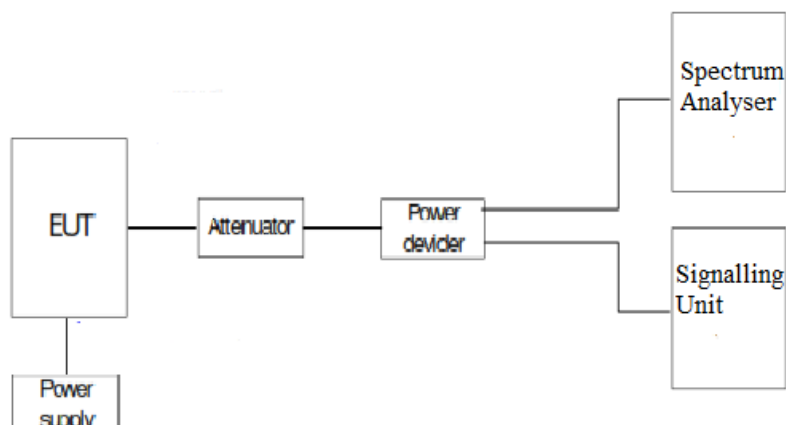 Spectrum
Analyser
EUT
Attenuator
Power
devider
Signalling
Unit
Power
supply